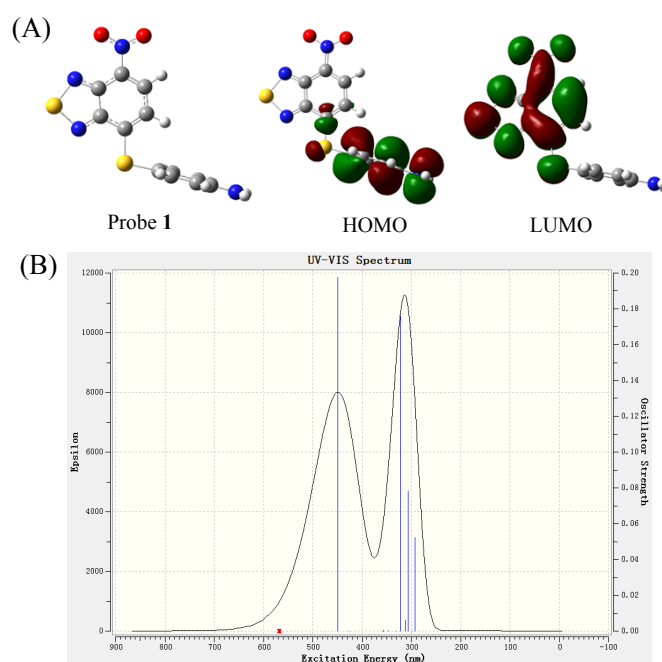 (A)
Probe 1
HOMO
LUMO
(B)
UV-VIS Spectrum
Epsilon
12000
10000
8000
6000
4000
2000
0
Oscillator Strength
0.20
0.18
0.16
0.14
0.12
0.10
0.08
0.06
0.04
0.02
0.00
900 800 700 600 500 400 300 200 100 0 -100
Excitation Energy (nm)